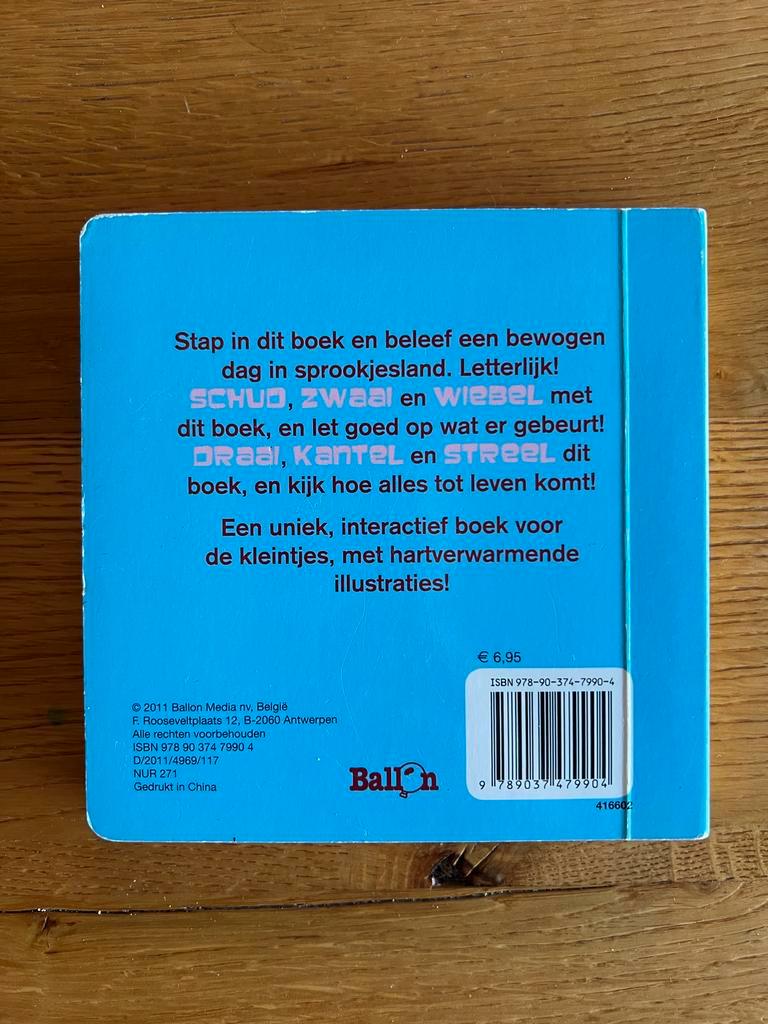 Stap in dit boek en beleef een bewogen
dag in sprookjesland. Letterlijk!
SCHUD, ZWaai en WIEBEL met
dit boek, en let goed op wat er gebeurt!
Draai, Kantel en STREEL dit
boek, en kijk hoe alles tot leven komt!
Een uniek, interactief boek voor
de kleintjes, met hartverwarmende
illustraties!
€ 6,95
ISBN 978-90-374-7990-4
9 789037 479904
416602
© 2011 Ballon Media nv, België
F. Rooseveltplaats 12, B-2060 Antwerpen
Alle rechten voorbehouden
ISBN 978 90 374 7990 4
D/2011/4969/117
NUR 271
Gedrukt in China
Ballon